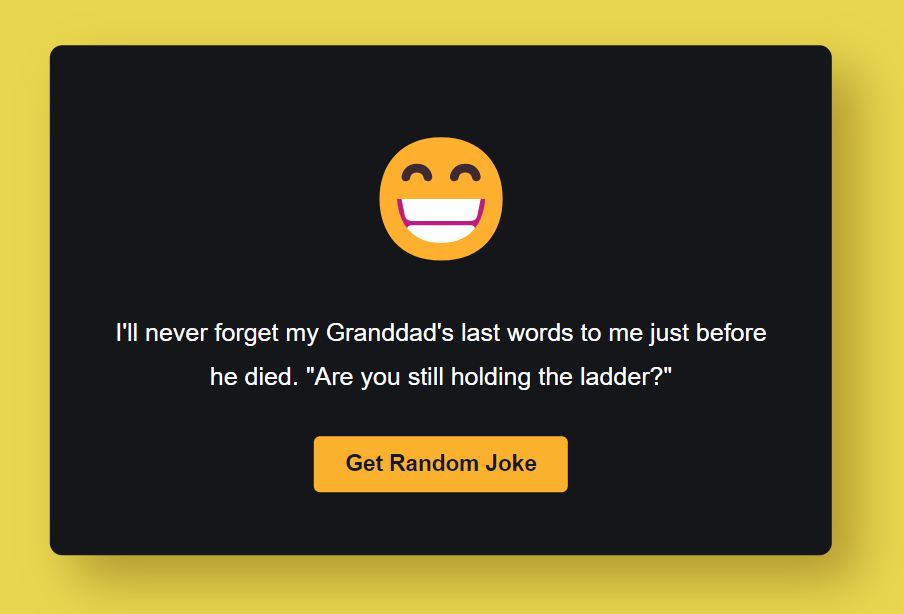 I'll never forget my Granddad's last words to me just before
he died. "Are you still holding the ladder?"
Get Random Joke